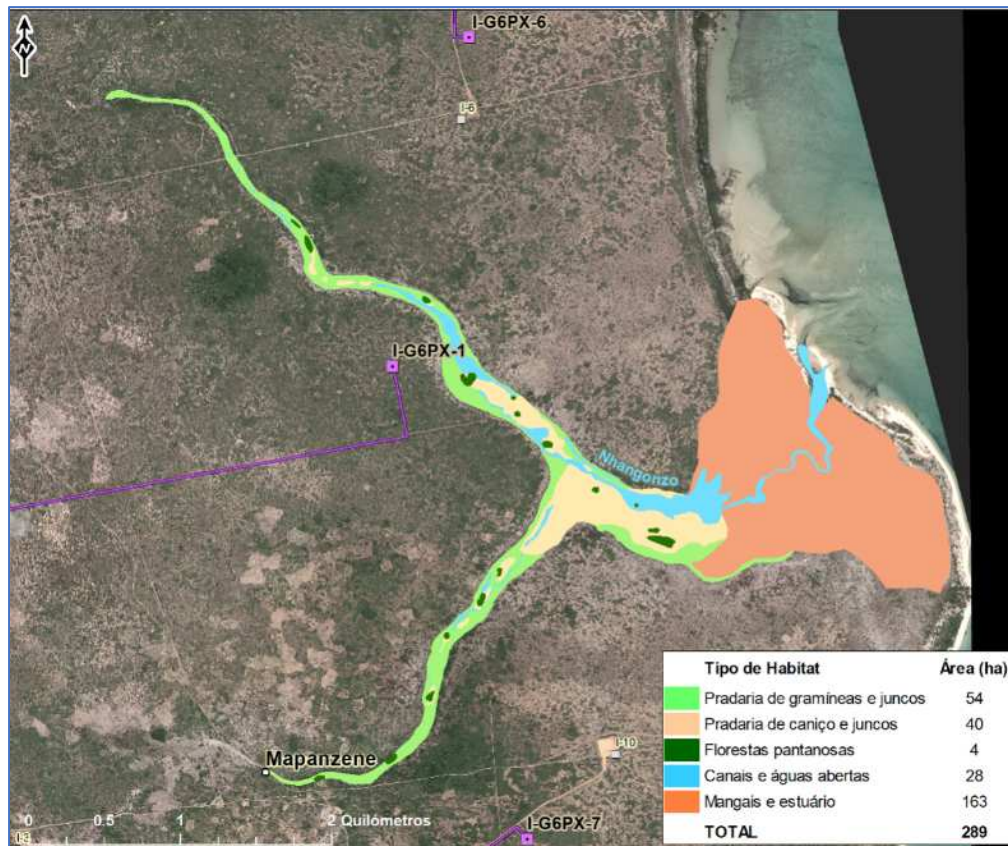 N
I-G6PX-6
I-6
I-G6PX-1
Nhangonzo
Mapanzene
I-10
I-G6PX-7
0 0.5 1 2 Quilómetros
Tipo de Habitat Área (ha)
Pradaria de gramíneas e juncos 54
Pradaria de caniço e juncos 40
Florestas pantanosas 4
Canais e águas abertas 28
Mangais e estuário 163
TOTAL 289